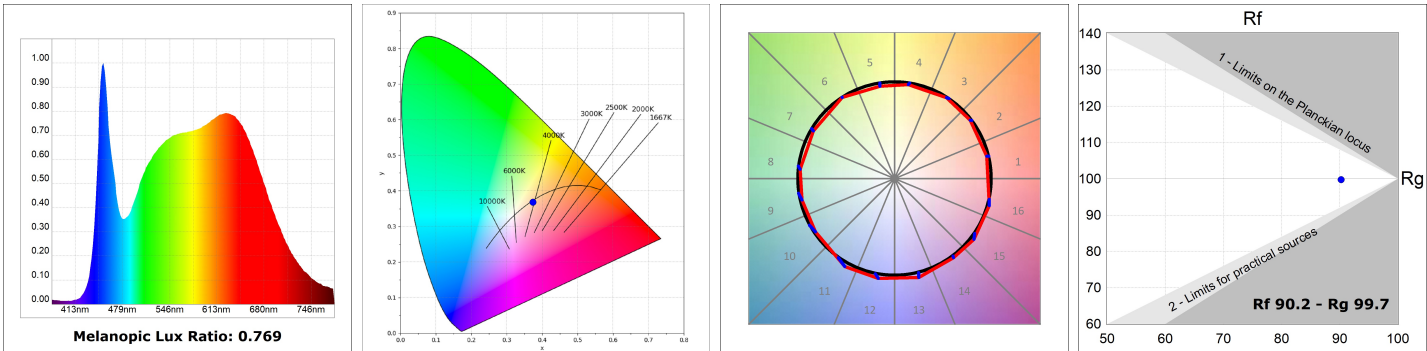 1.00
0.90
0.80
0.70
0.60
0.50
0.40
0.30
0.20
0.10
0.00
413nm 479nm 546nm 613nm 680nm 746nm
Melanopic Lux Ratio: 0.769
0.9
0.8
0.7
0.6
0.5
0.4
0.3
0.2
0.1
0.0
y
0.0 0.1 0.2 0.3 0.4 0.5 0.6 0.7 0.8
x
10000K
6000K
4000K
3000K
2500K
2000K
1667K
5 4
6 3
7 2
8 1
9 16
10 15
11 14
12 13
Rf
140
130
120
110
100
90
80
70
60
50 60 70 80 90 100
Rg
1 - Limits on the Planckian locus
2 - Limits for practical sources
Rf 90.2 - Rg 99.7